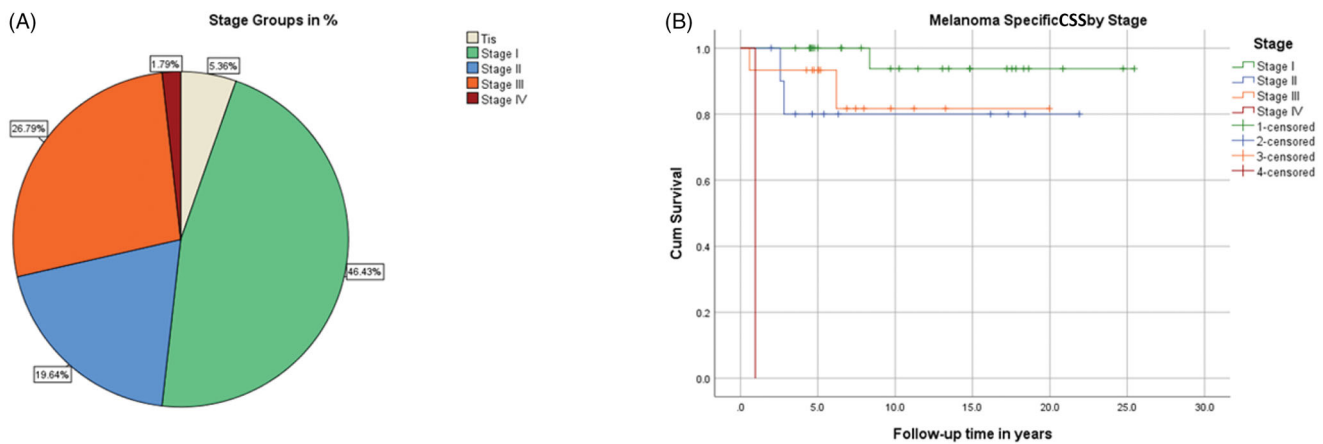 (A)
Stage Groups in %
Tis
Stage I
Stage II
Stage III
Stage IV
1.79%
5.36%
26.79%
46.43%
19.64%
(B)
Melanoma SpecificCSSbyStage
Stage
Stage I
Stage II
Stage III
Stage IV
1-censored
2-censored
3-censored
4-censored
Cum Survival
1.0
0.8
0.6
0.4
0.2
0.0
.0 5.0 10.0 15.0 20.0 25.0 30.0
Follow-up time in years